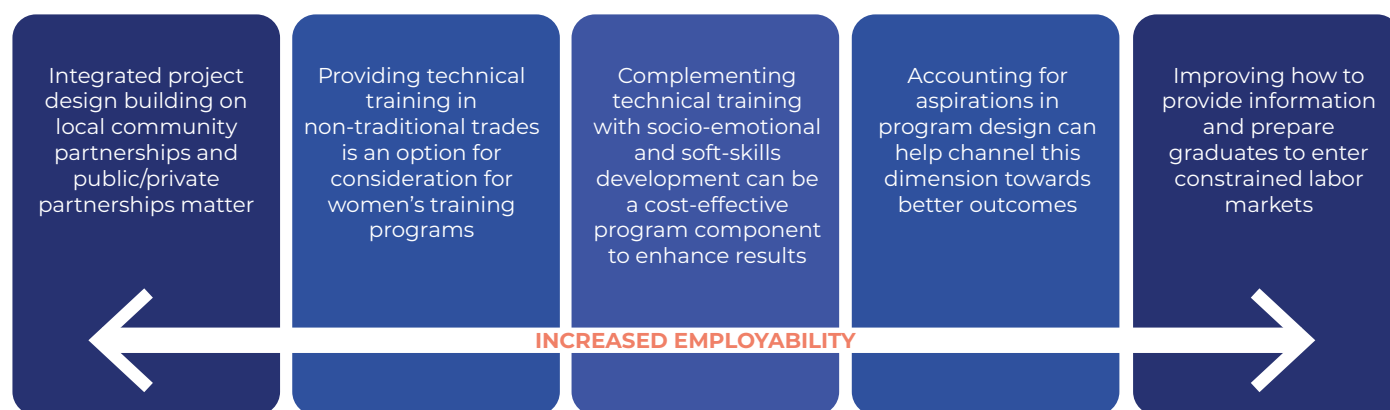 Integrated project
design building on
local community
partnerships and
public/private
partnerships matter
Providing technical
training in
non-traditional trades
is an option for
consideration for
women’s training
programs
Complementing
technical training
with socio-emotional
and soft-skills
development can be
a cost-effective
program component
to enhance results
Accounting for
aspirations in
program design can
help channel this
dimension towards
better outcomes
Improving how to
provide information
and prepare
graduates to enter
constrained labor
markets
INCREASED EMPLOYABILITY